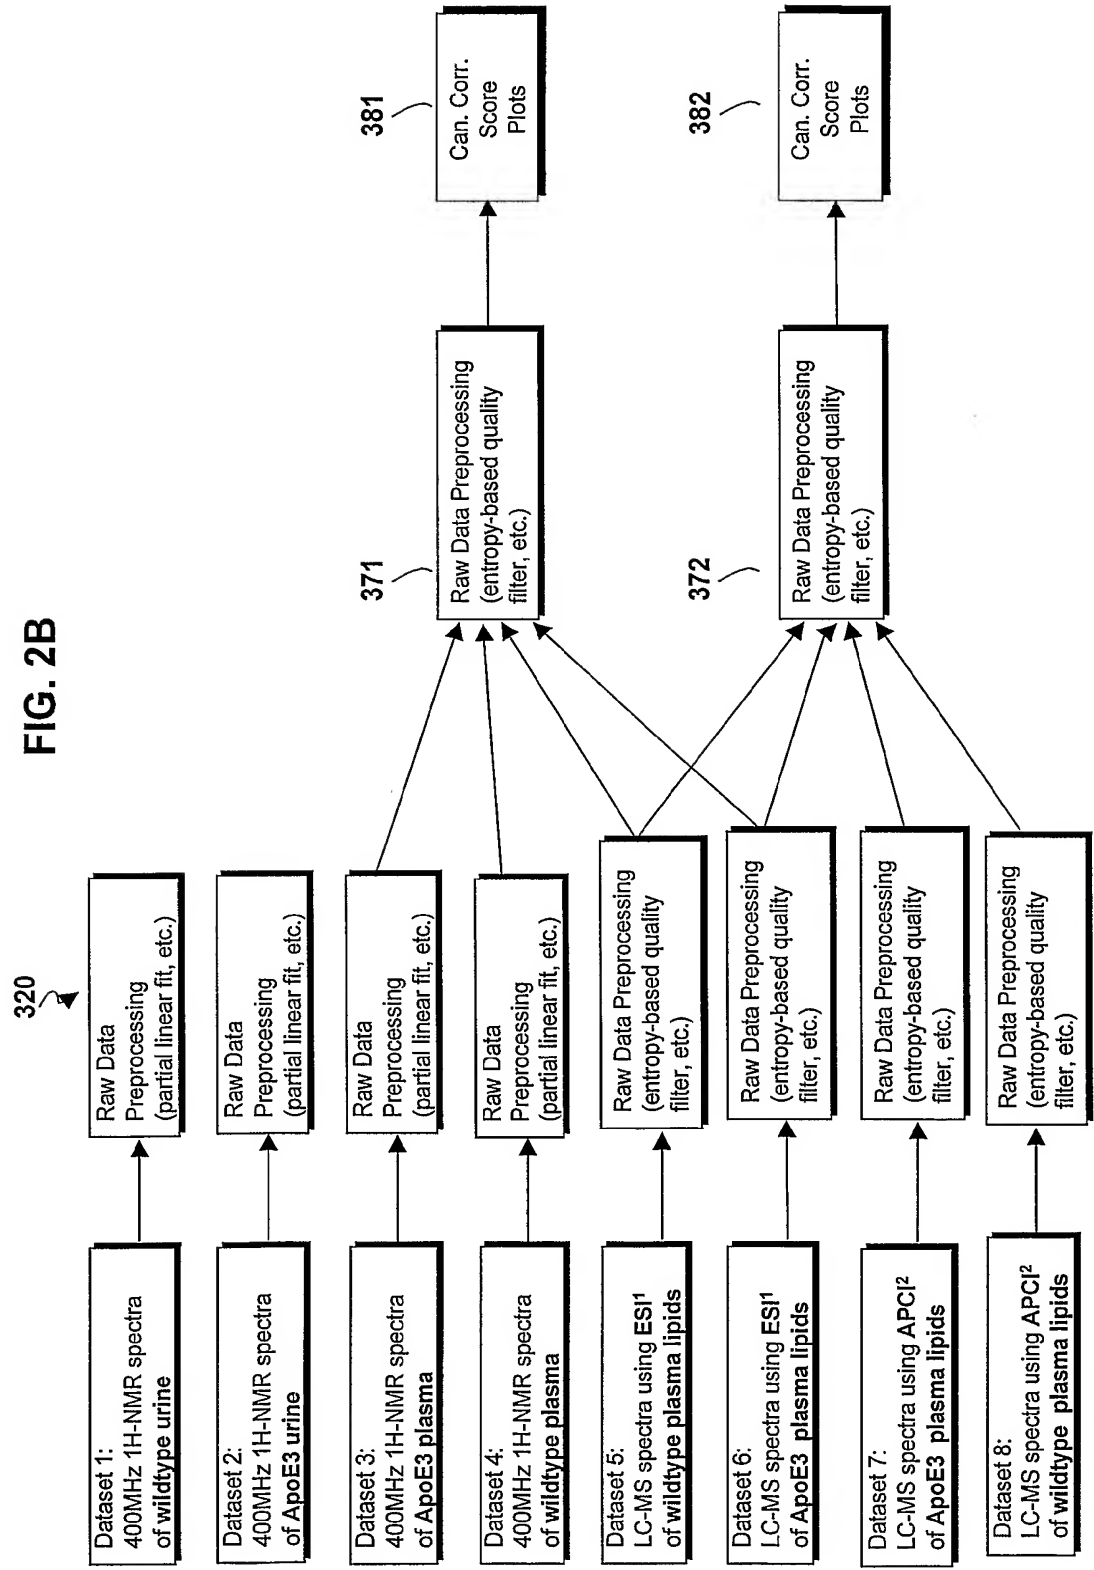 FIG. 2B
320
Dataset 1:
400MHz 1H-NMR spectra
of wildtype urine
Raw Data
Preprocessing
(partial linear fit, etc.)
Dataset 2:
400MHz 1H-NMR spectra
of ApoE3 urine
Raw Data
Preprocessing
(partial linear fit, etc.)
Dataset 3:
400MHz 1H-NMR spectra
of ApoE3 plasma
Raw Data
Preprocessing
(partial linear fit, etc.)
Dataset 4:
400MHz 1H-NMR spectra
of wildtype plasma
Raw Data
Preprocessing
(partial linear fit, etc.)
Dataset 5:
LC-MS spectra using ESI¹
of wildtype plasma lipids
Raw Data Preprocessing
(entropy-based quality
filter, etc.)
Dataset 6:
LC-MS spectra using ESI¹
of ApoE3 plasma lipids
Raw Data Preprocessing
(entropy-based quality
filter, etc.)
Dataset 7:
LC-MS spectra using APCI²
of ApoE3 plasma lipids
Raw Data Preprocessing
(entropy-based quality
filter, etc.)
Dataset 8:
LC-MS spectra using APCI²
of wildtype plasma lipids
Raw Data Preprocessing
(entropy-based quality
filter, etc.)
371
Raw Data Preprocessing
(entropy-based quality
filter, etc.)
381
Can. Corr.
Score
Plots
372
Raw Data Preprocessing
(entropy-based quality
filter, etc.)
382
Can. Corr.
Score
Plots